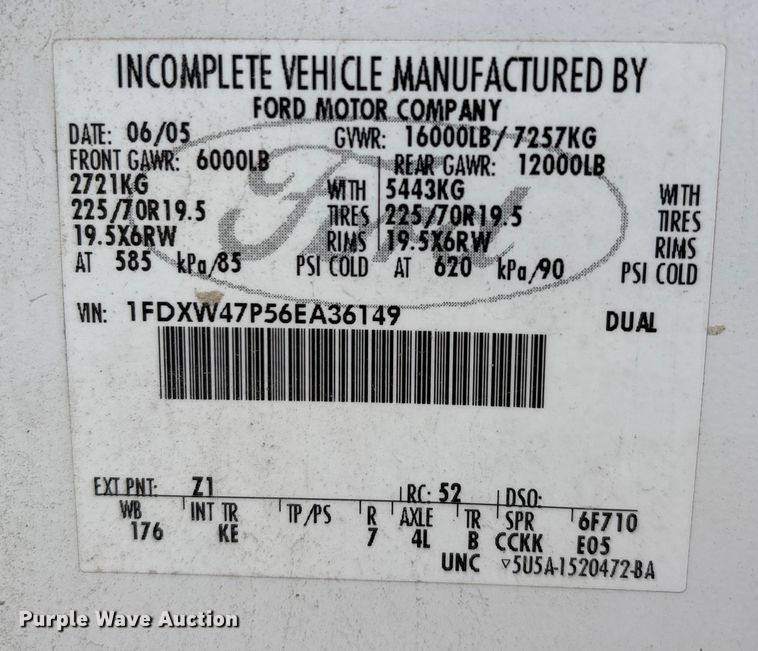 INCOMPLETE VEHICLE MANUFACTURED BY
FORD MOTOR COMPANY
DATE: 06/05 GVWR: 16000LB/ 7257KG
FRONT GAWR: 6000LB REAR GAWR: 12000LB
2721KG WITH 5443KG WITH
225/70R19.5 TIRES 225/70R19.5 TIRES
19.5X6RW RIMS 19.5X6RW RIMS
AT 585 kPa/85 PSI COLD AT 620 kPa/90 PSI COLD
Ford
VIN: 1FDXW47P56EA36149 DUAL
EXT PNT: Z1 RC: 52 DSO:
WB INT TR TP/PS R AXLE TR SPR 6F710
176 KE 7 4L B CCKK E05
UNC ▽5U5A-1520472-BA
Purple Wave Auction